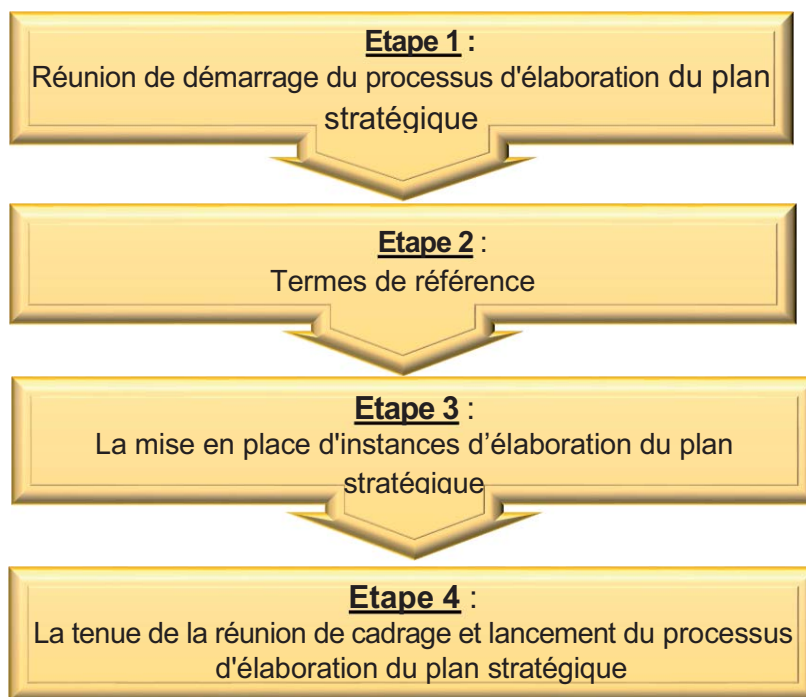 Etape 1 :
Réunion de démarrage du processus d'élaboration du plan
stratégique
Etape 2 :
Termes de référence
Etape 3 :
La mise en place d'instances d’élaboration du plan
stratégique
Etape 4 :
La tenue de la réunion de cadrage et lancement du processus
d'élaboration du plan stratégique